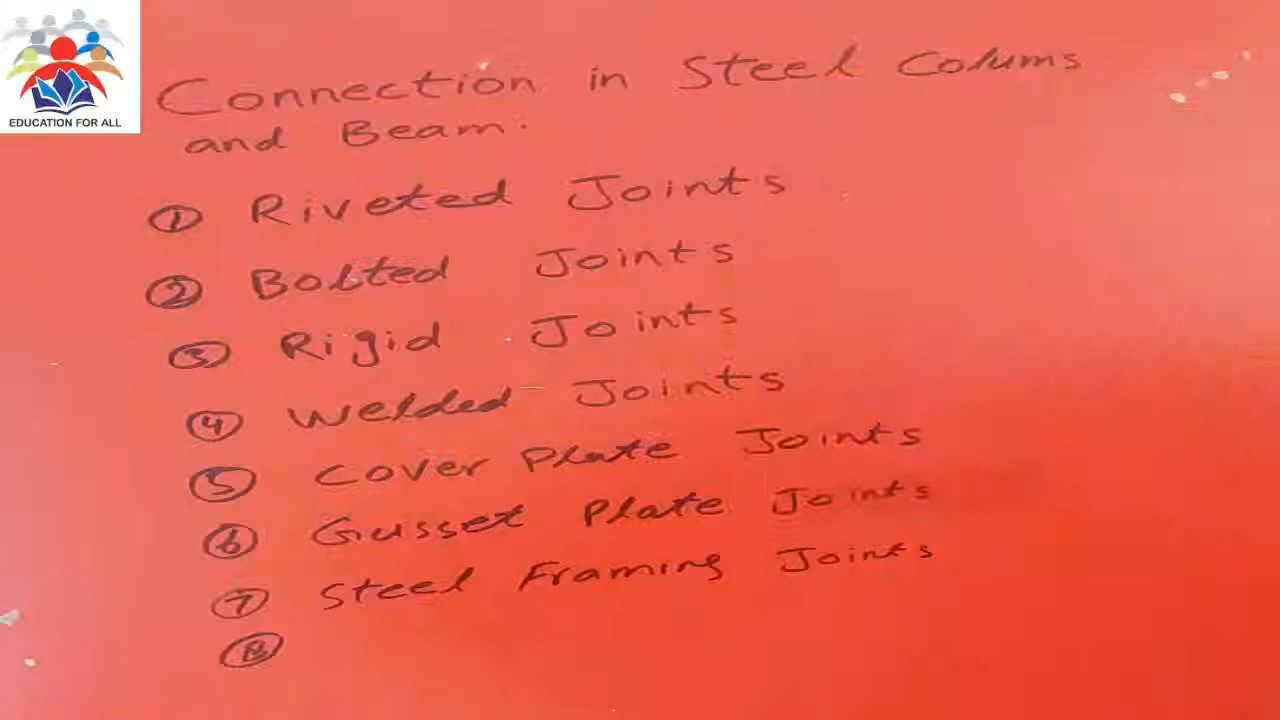 EDUCATION FOR ALL
Connection in Steel Colums
and Beam.
① Riveted Joints
② Bolted Joints
③ Rigid Joints
④ Welded Joints
⑤ Cover Plate Joints
⑥ Gusset Plate Joints
⑦ Steel Framing Joints
⑧